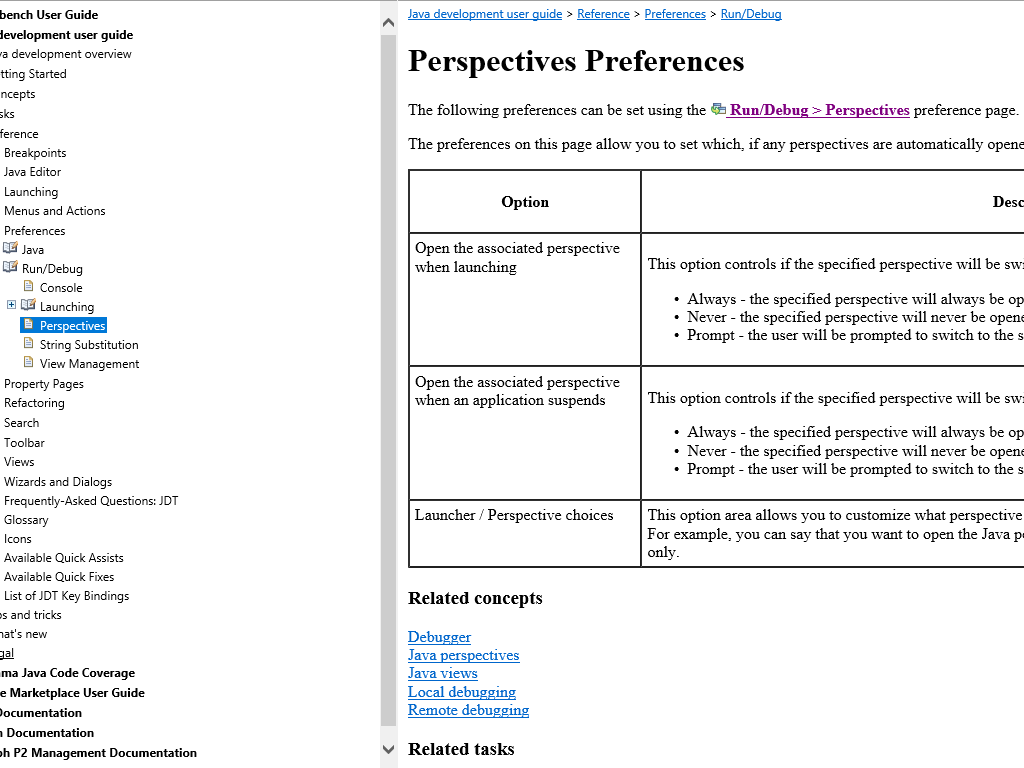 bench User Guide
development user guide
va development overview
tting Started
ncepts
sks
ference
Breakpoints
Java Editor
Launching
Menus and Actions
Preferences
Java
Run/Debug
Console
Launching
Perspectives
String Substitution
View Management
Property Pages
Refactoring
Search
Toolbar
Views
Wizards and Dialogs
Frequently-Asked Questions: JDT
Glossary
Icons
Available Quick Assists
Available Quick Fixes
List of JDT Key Bindings
ps and tricks
hat's new
gal
ma Java Code Coverage
e Marketplace User Guide
Documentation
n Documentation
ph P2 Management Documentation
Java development user guide > Reference > Preferences > Run/Debug
Perspectives Preferences
The following preferences can be set using the Run/Debug > Perspectives preference page.
The preferences on this page allow you to set which, if any perspectives are automatically opene
Option
Desc
Open the associated perspective
when launching
This option controls if the specified perspective will be swi
• Always - the specified perspective will always be op
• Never - the specified perspective will never be opene
• Prompt - the user will be prompted to switch to the s
Open the associated perspective
when an application suspends
This option controls if the specified perspective will be swi
• Always - the specified perspective will always be op
• Never - the specified perspective will never be opene
• Prompt - the user will be prompted to switch to the s
Launcher / Perspective choices
This option area allows you to customize what perspective
For example, you can say that you want to open the Java pe
only.
Related concepts
Debugger
Java perspectives
Java views
Local debugging
Remote debugging
Related tasks